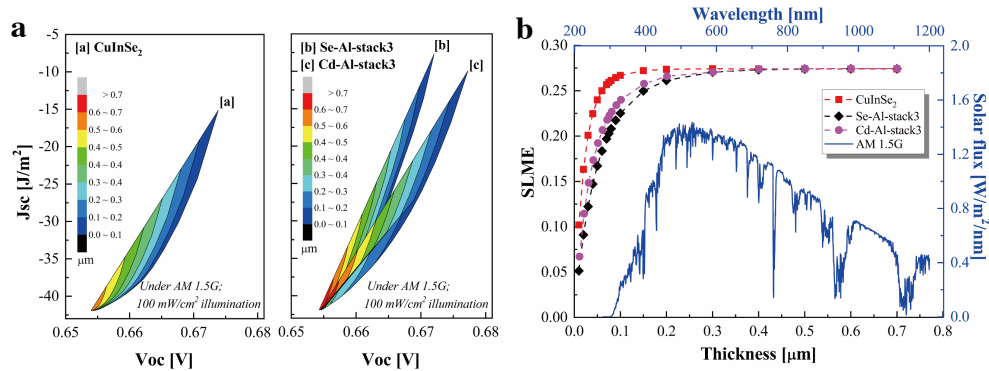 a
-5
-10
-15
-20
-25
-30
-35
-40
Jsc [J/m²]
[a] CuInSe₂
> 0.7
0.6 ~ 0.7
0.5 ~ 0.6
0.4 ~ 0.5
0.3 ~ 0.4
0.2 ~ 0.3
0.1 ~ 0.2
0.0 ~ 0.1
μm
[a]
Under AM 1.5G;
100 mW/cm² illumination
0.65 0.66 0.67 0.68
Voc [V]
[b] Se-Al-stack3
[c] Cd-Al-stack3
> 0.7
0.6 ~ 0.7
0.5 ~ 0.6
0.4 ~ 0.5
0.3 ~ 0.4
0.2 ~ 0.3
0.1 ~ 0.2
0.0 ~ 0.1
μm
[b]
[c]
Under AM 1.5G;
100 mW/cm² illumination
0.65 0.66 0.67 0.68
Voc [V]
b
Wavelength [nm]
200 300 400 500 600 700 800 900 1000 1100 1200
0.30
0.25
0.20
0.15
0.10
0.05
0.00
SLME
CuInSe₂
Se-Al-stack3
Cd-Al-stack3
AM 1.5G
2.0
1.6
1.2
0.8
0.4
0.0
Solar flux [W/m²/nm]
0.0 0.1 0.2 0.3 0.4 0.5 0.6 0.7 0.8
Thickness [μm]